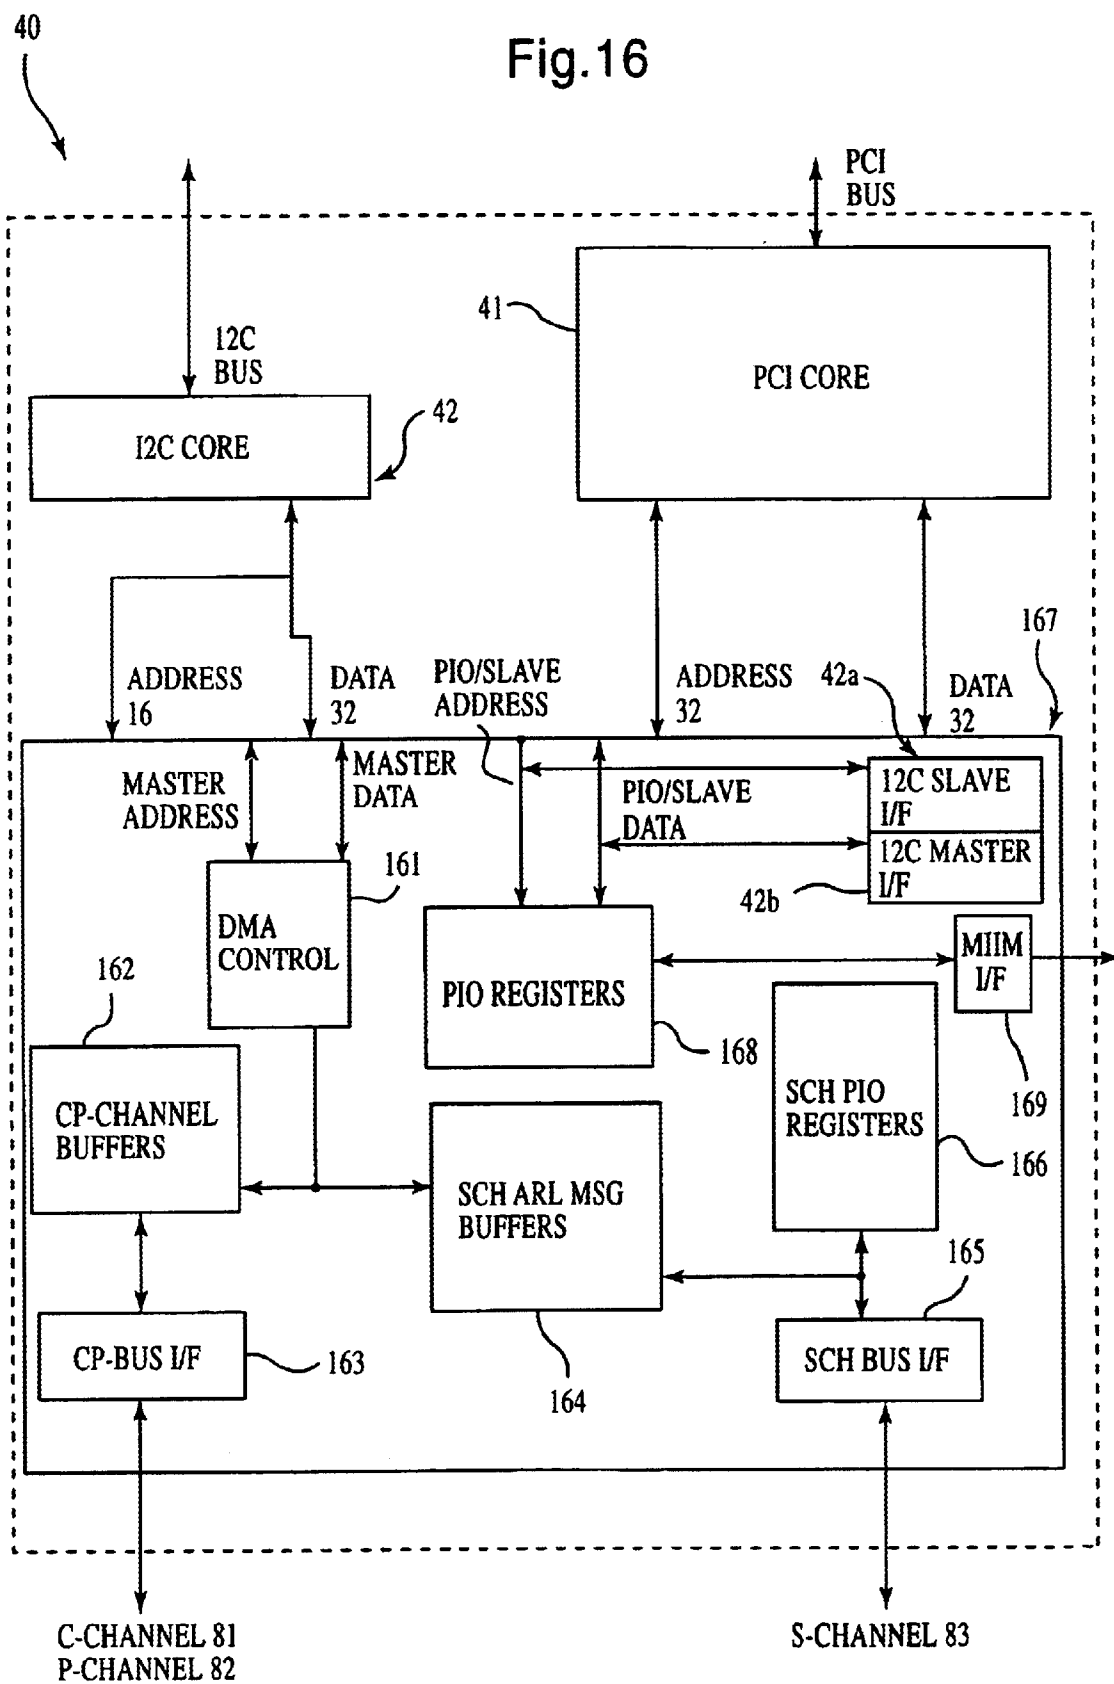 40
Fig.16
PCI
BUS
41
12C
BUS
PCI CORE
42
I2C CORE
167
ADDRESS
16
DATA
32
PIO/SLAVE
ADDRESS
ADDRESS
32
42a
DATA
32
MASTER
ADDRESS
MASTER
DATA
PIO/SLAVE
DATA
12C SLAVE
I/F
12C MASTER
I/F
42b
161
DMA
CONTROL
PIO REGISTERS
MIIM
I/F
162
168
169
CP-CHANNEL
BUFFERS
SCH PIO
REGISTERS
166
SCH ARL MSG
BUFFERS
165
CP-BUS I/F
163
164
SCH BUS I/F
C-CHANNEL 81
P-CHANNEL 82
S-CHANNEL 83